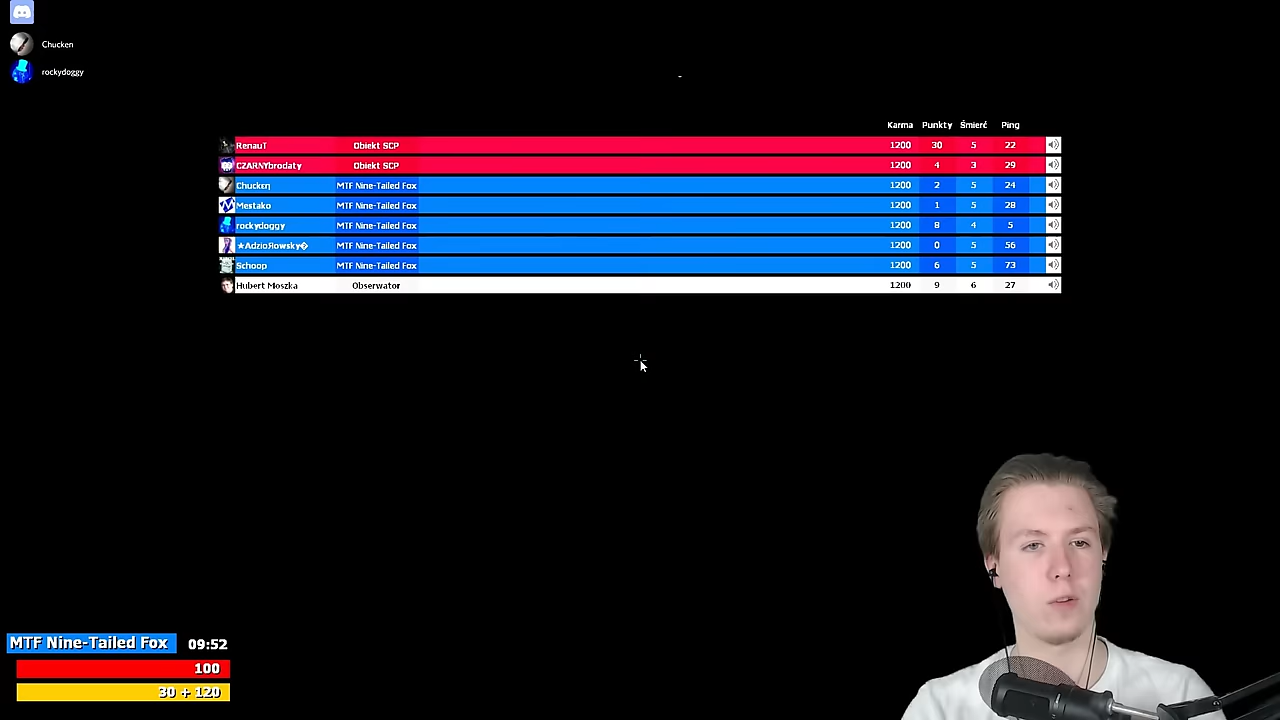 Chucken
rockydoggy
Karma Punkty Śmierć Ping
RenauT Obiekt SCP 1200 30 5 22
CZARNYbrodaty Obiekt SCP 1200 4 3 29
Chuckeη MTF Nine-Tailed Fox 1200 2 5 24
Mestako MTF Nine-Tailed Fox 1200 1 5 28
rockydoggy MTF Nine-Tailed Fox 1200 8 4 5
★AdzioЯowsky� MTF Nine-Tailed Fox 1200 0 5 56
Schoop MTF Nine-Tailed Fox 1200 6 5 73
Hubert Moszka Obserwator 1200 9 6 27
MTF Nine-Tailed Fox 09:52
100
30 + 120